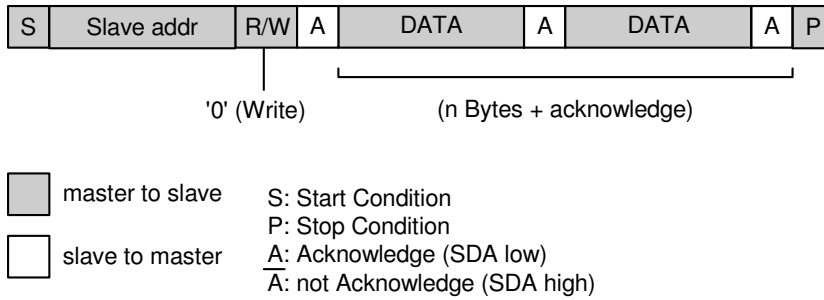 S Slave addr R/W A DATA A DATA A P
'0' (Write) (n Bytes + acknowledge)
master to slave
slave to master
S: Start Condition
P: Stop Condition
A: Acknowledge (SDA low)
A̅: not Acknowledge (SDA high)